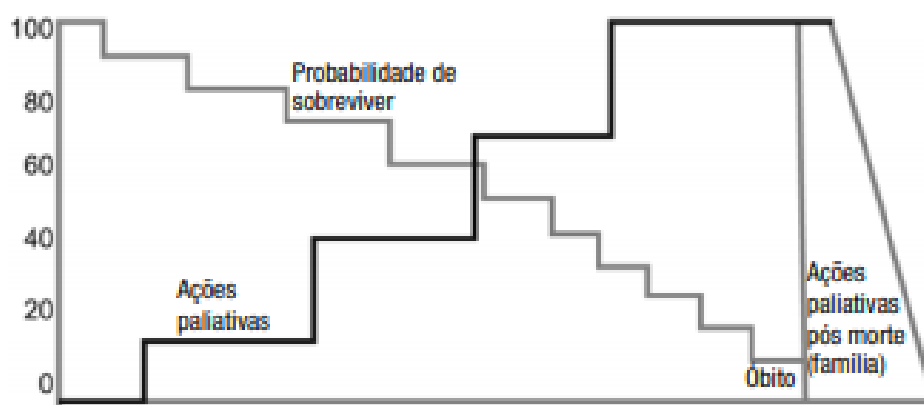 100
80
60
40
20
0
Probabilidade de
sobreviver
Ações
paliativas
Óbito
Ações
paliativas
pós morte
(família)